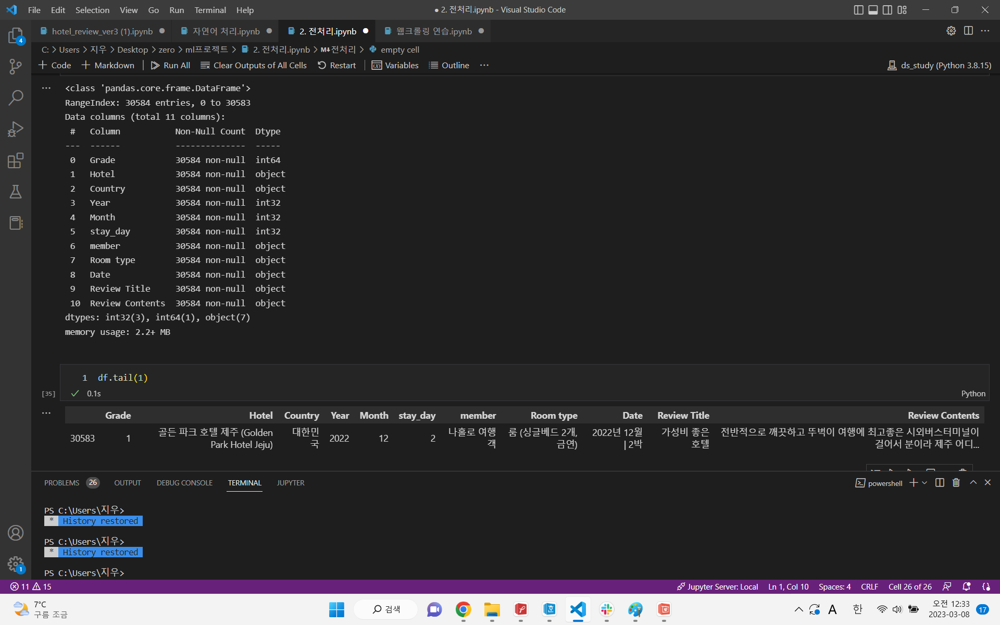 File Edit Selection View Go Run Terminal Help
● 2. 전처리.ipynb - Visual Studio Code
hotel_review_ver3 (1).ipynb ● 자연어 처리.ipynb ● 2. 전처리.ipynb ● 웹크롤링 연습.ipynb ●
C: > Users > 지우 > Desktop > zero > ml프로젝트 > 2. 전처리.ipynb > M↓전처리 > empty cell
+ Code + Markdown | Run All Clear Outputs of All Cells Restart | Variables Outline ...
ds_study (Python 3.8.15)
4
<class 'pandas.core.frame.DataFrame'>
RangeIndex: 30584 entries, 0 to 30583
Data columns (total 11 columns):
# Column Non-Null Count Dtype
--- ------ -------------- -----
0 Grade 30584 non-null int64
1 Hotel 30584 non-null object
2 Country 30584 non-null object
3 Year 30584 non-null int32
4 Month 30584 non-null int32
5 stay_day 30584 non-null int32
6 member 30584 non-null object
7 Room type 30584 non-null object
8 Date 30584 non-null object
9 Review Title 30584 non-null object
10 Review Contents 30584 non-null object
dtypes: int32(3), int64(1), object(7)
memory usage: 2.2+ MB
1 df.tail(1)
[35] ✓ 0.1s
Python
Grade Hotel Country Year Month stay_day member Room type Date Review Title Review Contents
30583 1 골든 파크 호텔 제주 (Golden Park Hotel Jeju) 대한민국 2022 12 2 나홀로 여행객 룸 (싱글베드 2개, 금연) 2022년 12월 | 2박 가성비 좋은 호텔 전반적으로 깨끗하고 뚜벅이 여행에 최고좋은 시외버스터미널이 걸어서 분이라 제주 어디...
PROBLEMS 26 OUTPUT DEBUG CONSOLE TERMINAL JUPYTER
powershell
PS C:\Users\지우>
* History restored
PS C:\Users\지우>
* History restored
PS C:\Users\지우>
1
11 15
Jupyter Server: Local Ln 1, Col 10 Spaces: 4 CRLF Cell 26 of 26
7°C
구름 조금
검색
A 한
오전 12:33
2023-03-08
17